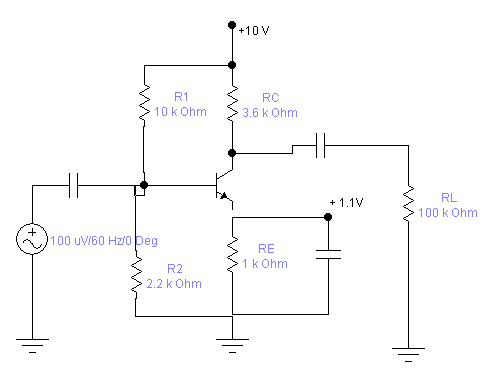 +10 V
R1
10 k Ohm
RC
3.6 k Ohm
RL
100 k Ohm
+ 1.1V
100 uV/60 Hz/0 Deg
RE
1 k Ohm
R2
2.2 k Ohm